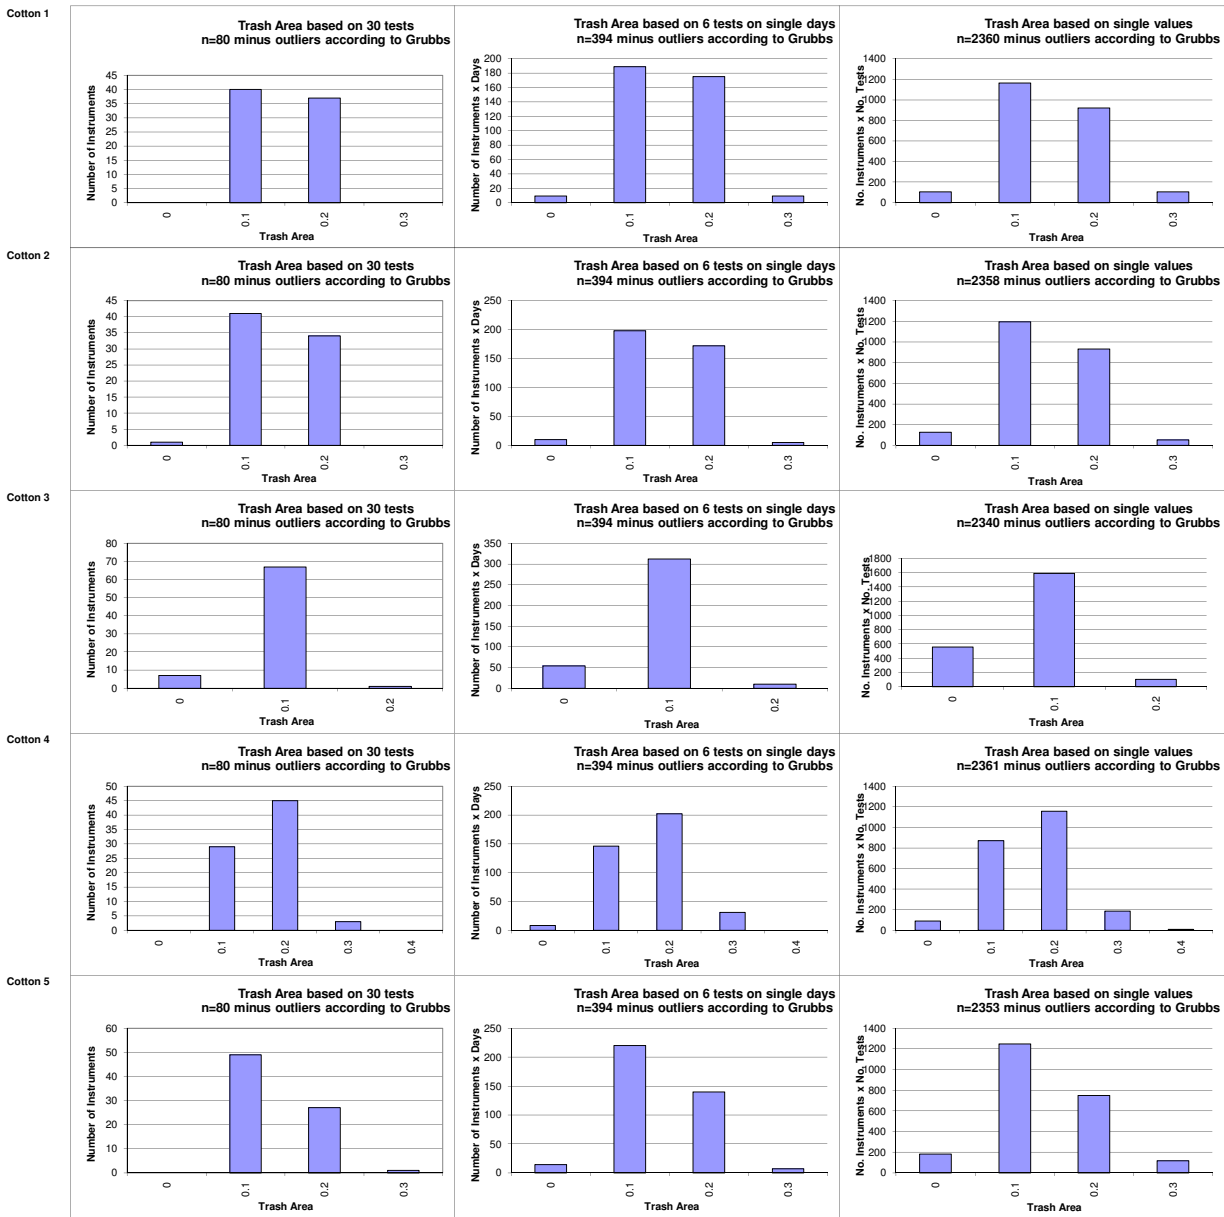 Cotton 1
Trash Area based on 30 tests
n=80 minus outliers according to Grubbs
Number of Instruments
45
40
35
30
25
20
15
10
5
0
0
0.1
0.2
0.3
Trash Area
Trash Area based on 6 tests on single days
n=394 minus outliers according to Grubbs
Number of Instruments x Days
200
180
160
140
120
100
80
60
40
20
0
0
0.1
0.2
0.3
Trash Area
Trash Area based on single values
n=2360 minus outliers according to Grubbs
No. Instruments x No. Tests
1400
1200
1000
800
600
400
200
0
0
0.1
0.2
0.3
Trash Area
Cotton 2
Trash Area based on 30 tests
n=80 minus outliers according to Grubbs
Number of Instruments
45
40
35
30
25
20
15
10
5
0
0
0.1
0.2
0.3
Trash Area
Trash Area based on 6 tests on single days
n=394 minus outliers according to Grubbs
Number of Instruments x Days
250
200
150
100
50
0
0
0.1
0.2
0.3
Trash Area
Trash Area based on single values
n=2358 minus outliers according to Grubbs
No. Instruments x No. Tests
1400
1200
1000
800
600
400
200
0
0
0.1
0.2
0.3
Trash Area
Cotton 3
Trash Area based on 30 tests
n=80 minus outliers according to Grubbs
Number of Instruments
80
70
60
50
40
30
20
10
0
0
0.1
0.2
Trash Area
Trash Area based on 6 tests on single days
n=394 minus outliers according to Grubbs
Number of Instruments x Days
350
300
250
200
150
100
50
0
0
0.1
0.2
Trash Area
Trash Area based on single values
n=2340 minus outliers according to Grubbs
No. Instruments x No. Tests
1800
1600
1400
1200
1000
800
600
400
200
0
0
0.1
0.2
Trash Area
Cotton 4
Trash Area based on 30 tests
n=80 minus outliers according to Grubbs
Number of Instruments
50
45
40
35
30
25
20
15
10
5
0
0
0.1
0.2
0.3
0.4
Trash Area
Trash Area based on 6 tests on single days
n=394 minus outliers according to Grubbs
Number of Instruments x Days
250
200
150
100
50
0
0
0.1
0.2
0.3
0.4
Trash Area
Trash Area based on single values
n=2361 minus outliers according to Grubbs
No. Instruments x No. Tests
1400
1200
1000
800
600
400
200
0
0
0.1
0.2
0.3
0.4
Trash Area
Cotton 5
Trash Area based on 30 tests
n=80 minus outliers according to Grubbs
Number of Instruments
60
50
40
30
20
10
0
0
0.1
0.2
0.3
Trash Area
Trash Area based on 6 tests on single days
n=394 minus outliers according to Grubbs
Number of Instruments x Days
250
200
150
100
50
0
0
0.1
0.2
0.3
Trash Area
Trash Area based on single values
n=2353 minus outliers according to Grubbs
No. Instruments x No. Tests
1400
1200
1000
800
600
400
200
0
0
0.1
0.2
0.3
Trash Area